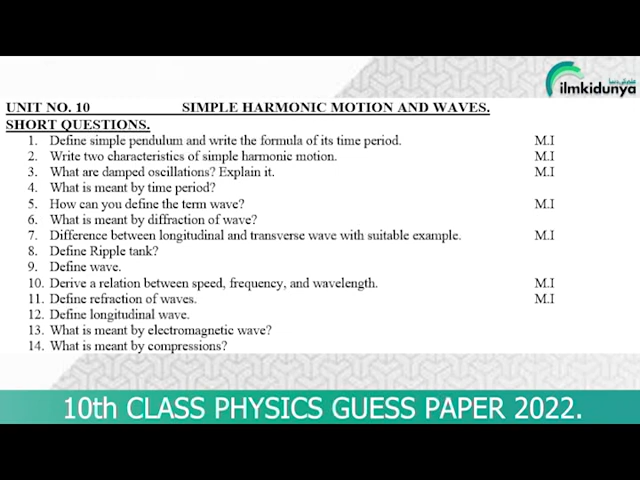 ilmkidunya
UNIT NO. 10 SIMPLE HARMONIC MOTION AND WAVES.
SHORT QUESTIONS.
1. Define simple pendulum and write the formula of its time period. M.I
2. Write two characteristics of simple harmonic motion. M.I
3. What are damped oscillations? Explain it. M.I
4. What is meant by time period?
5. How can you define the term wave? M.I
6. What is meant by diffraction of wave?
7. Difference between longitudinal and transverse wave with suitable example. M.I
8. Define Ripple tank?
9. Define wave.
10. Derive a relation between speed, frequency, and wavelength. M.I
11. Define refraction of waves. M.I
12. Define longitudinal wave.
13. What is meant by electromagnetic wave?
14. What is meant by compressions?
10th CLASS PHYSICS GUESS PAPER 2022.